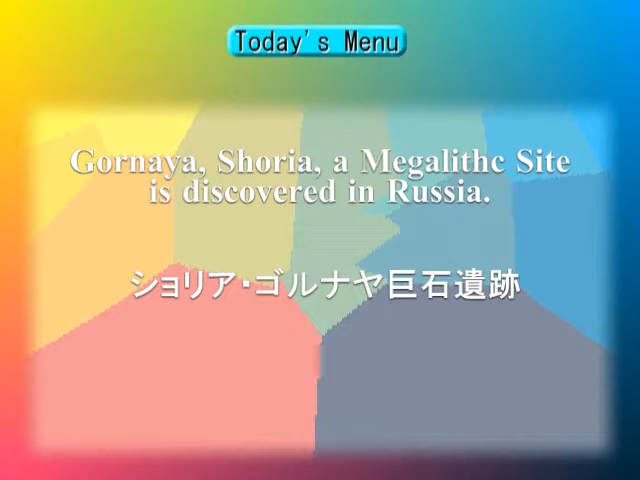 Today's Menu
Gornaya, Shoria, a Megalithc Site
is discovered in Russia.
ショリア・ゴルナヤ巨石遺跡